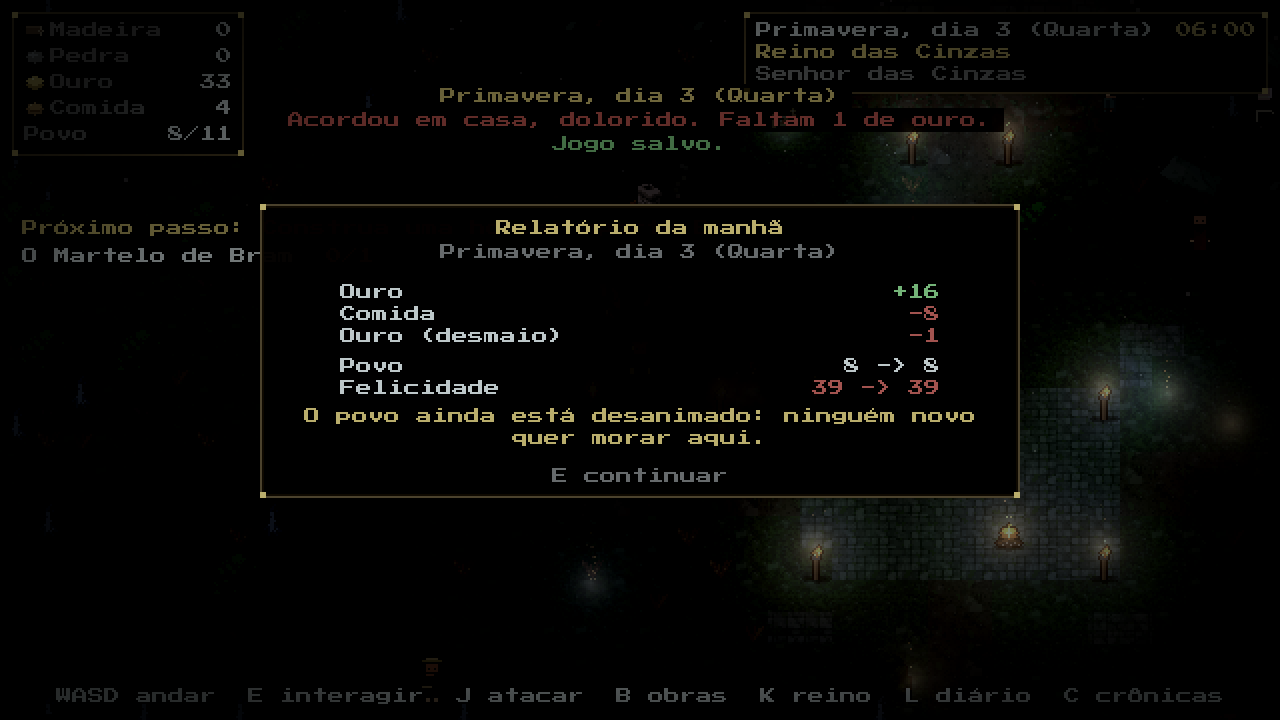 Madeira 0
Pedra 0
Ouro 33
Comida 4
Povo 8/11
Primavera, dia 3 (Quarta) 06:00
Reino das Cinzas
Senhor das Cinzas
Primavera, dia 3 (Quarta)
Acordou em casa, dolorido. Faltam 1 de ouro.
Jogo salvo.
Próximo passo:
O Martelo de Br
Relatório da manhã
Primavera, dia 3 (Quarta)
Ouro +16
Comida -8
Ouro (desmaio) -1
Povo 8 -> 8
Felicidade 39 -> 39
O povo ainda está desanimado: ninguém novo
quer morar aqui.
E continuar
WASD andar E interagir.. J atacar B obras K reino L diário C crônicas